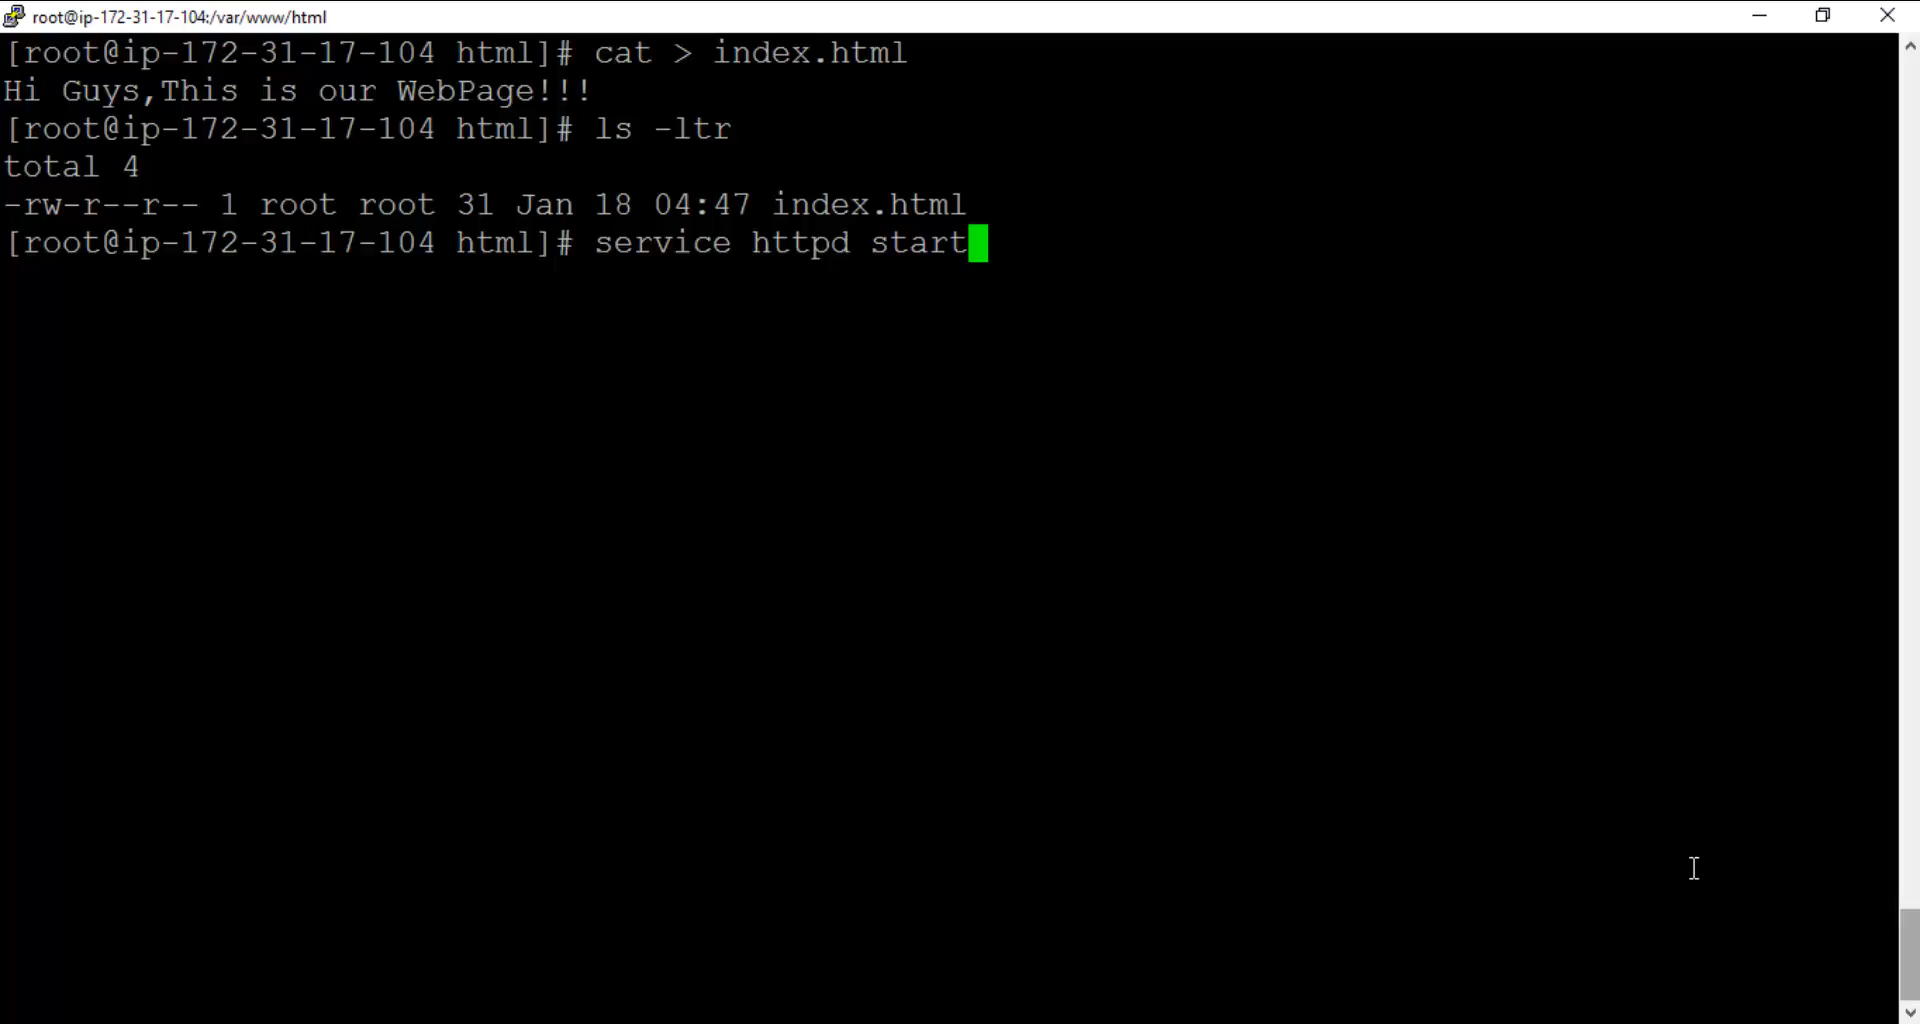 root@ip-172-31-17-104:/var/www/html
[root@ip-172-31-17-104 html]# cat > index.html
Hi Guys,This is our WebPage!!!
[root@ip-172-31-17-104 html]# ls -ltr
total 4
-rw-r--r-- 1 root root 31 Jan 18 04:47 index.html
[root@ip-172-31-17-104 html]# service httpd start